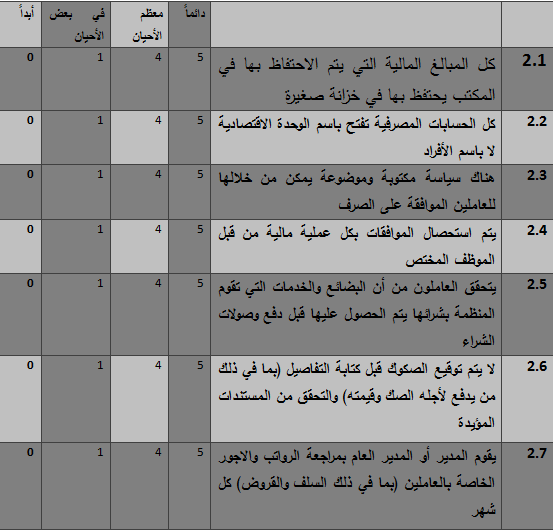 دائماً معظم الأحيان في بعض الأحيان أبداً
2.1 كل المبالغ المالية التي يتم الاحتفاظ بها في 5 4 1 0
المكتب يحتفظ بها في خزانة صغيرة
2.2 كل الحسابات المصرفية تفتح باسم الوحدة الاقتصادية 5 4 1 0
لا باسم الأفراد
2.3 هناك سياسة مكتوبة وموضوعة يمكن من خلالها 5 4 1 0
للعاملين الموافقة على الصرف
2.4 يتم استحصال الموافقات بكل عملية مالية من قبل 5 4 1 0
الموظف المختص
2.5 يتحقق العاملون من أن البضائع والخدمات التي تقوم 5 4 1 0
المنظمة بشرائها يتم الحصول عليها قبل دفع وصولات
الشراء
2.6 لا يتم توقيع الصكوك قبل كتابة التفاصيل (بما في ذلك 5 4 1 0
من يدفع لأجله الصك وقيمته) والتحقق من المستندات
المؤيدة
2.7 يقوم المدير أو المدير العام بمراجعة الرواتب والاجور 5 4 1 0
الخاصة بالعاملين (بما في ذلك السلف والقروض) كل
شهر